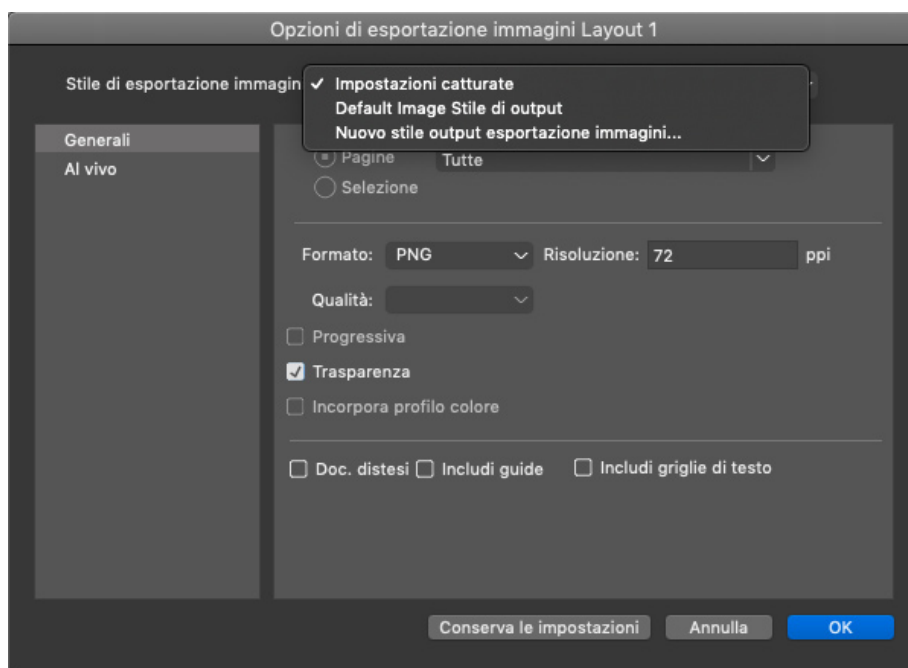 Opzioni di esportazione immagini Layout 1
Stile di esportazione immagin
✓ Impostazioni catturate
Default Image Stile di output
Nuovo stile output esportazione immagini...
Generali
Al vivo
Pagine Tutte
Selezione
Formato: PNG Risoluzione: 72 ppi
Qualità:
Progressiva
Trasparenza
Incorpora profilo colore
Doc. distesi Includi guide Includi griglie di testo
Conserva le impostazioni Annulla OK